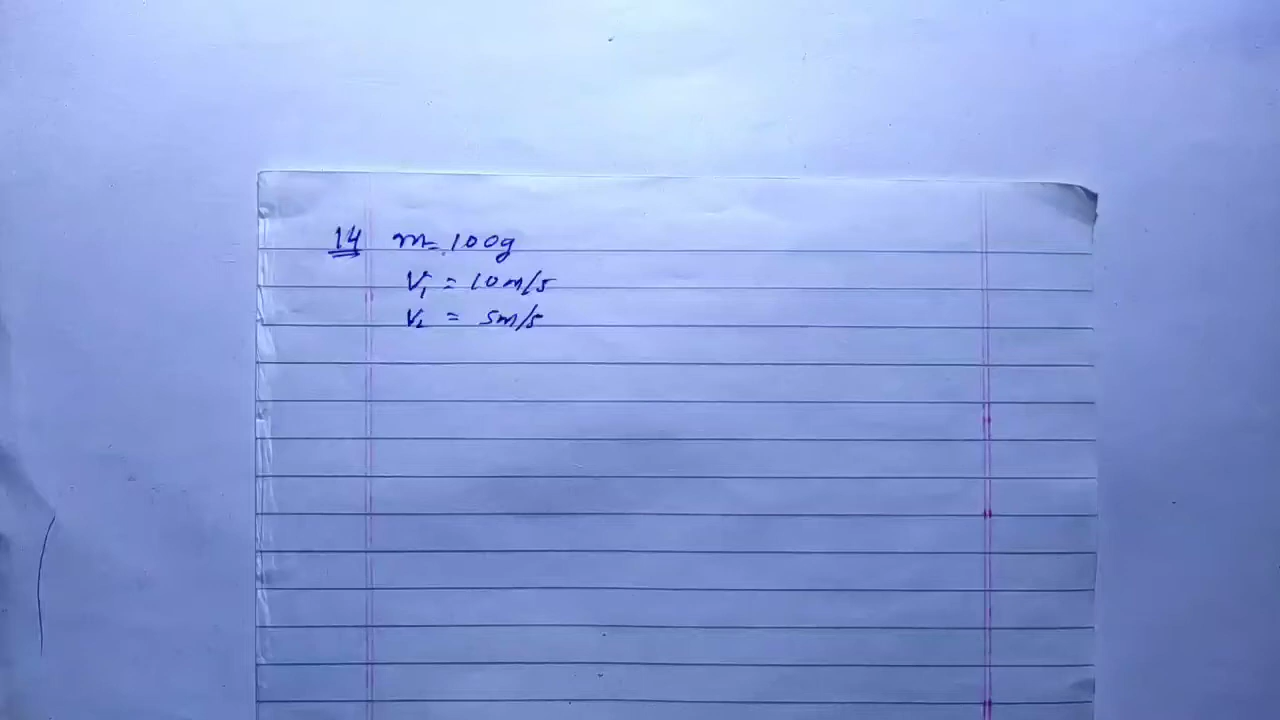 14 m= 100g
V₁ = 10m/s
V₂ = 5m/s